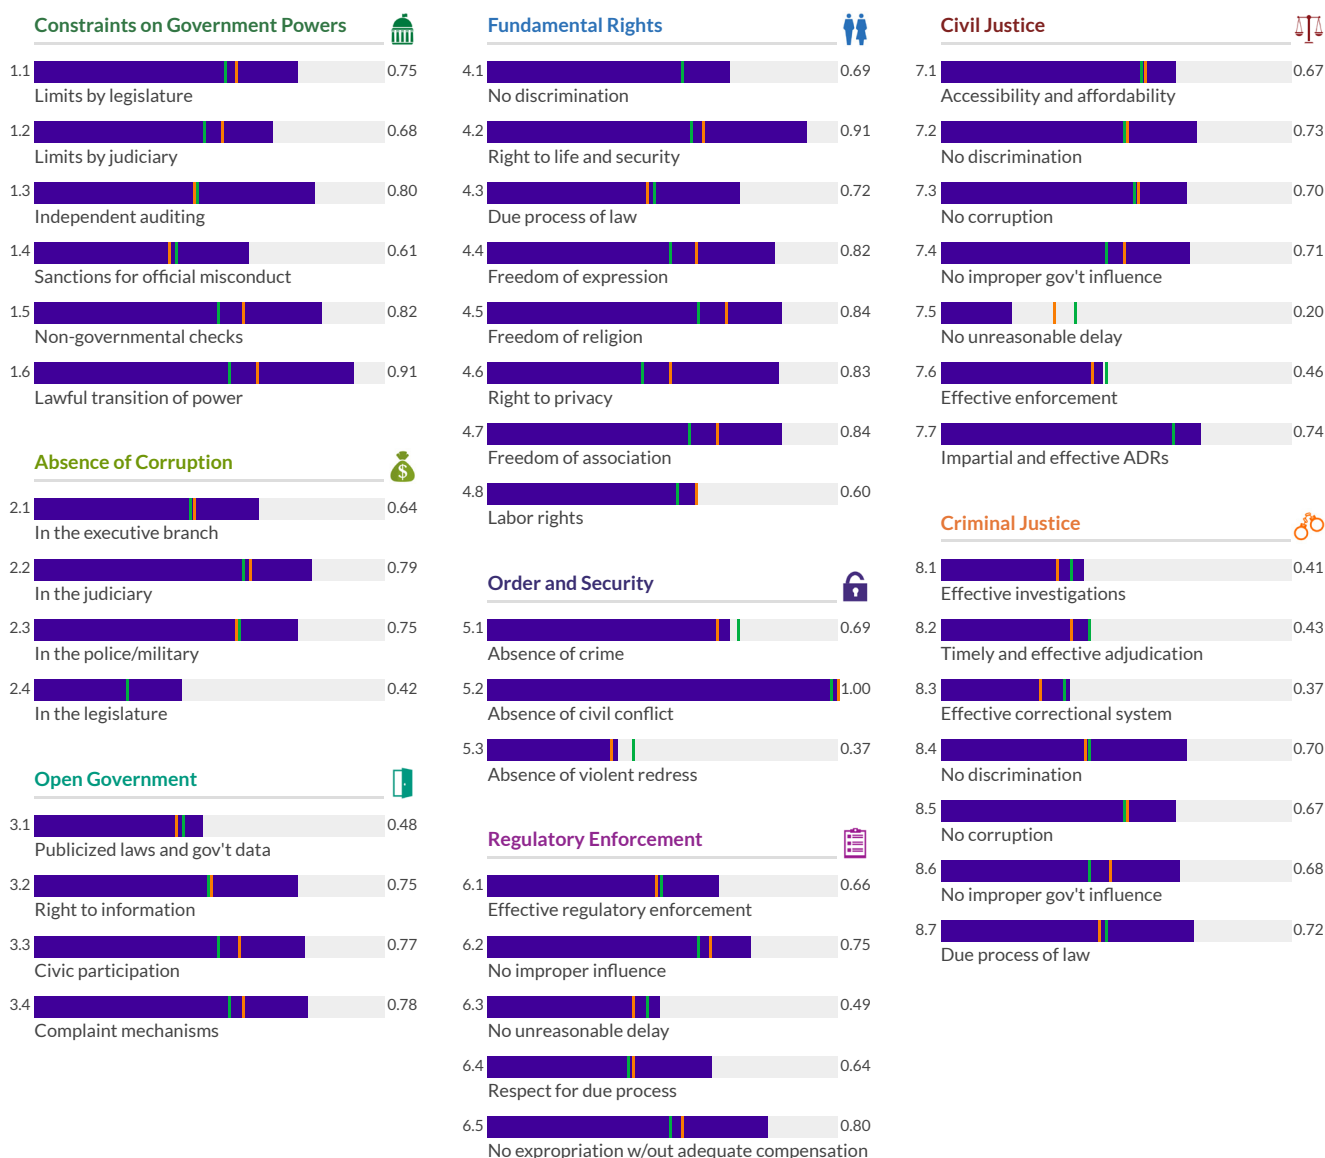 Constraints on Government Powers
1.1 0.75
Limits by legislature
1.2 0.68
Limits by judiciary
1.3 0.80
Independent auditing
1.4 0.61
Sanctions for official misconduct
1.5 0.82
Non-governmental checks
1.6 0.91
Lawful transition of power
Absence of Corruption
$
2.1 0.64
In the executive branch
2.2 0.79
In the judiciary
2.3 0.75
In the police/military
2.4 0.42
In the legislature
Open Government
3.1 0.48
Publicized laws and gov't data
3.2 0.75
Right to information
3.3 0.77
Civic participation
3.4 0.78
Complaint mechanisms
Fundamental Rights
4.1 0.69
No discrimination
4.2 0.91
Right to life and security
4.3 0.72
Due process of law
4.4 0.82
Freedom of expression
4.5 0.84
Freedom of religion
4.6 0.83
Right to privacy
4.7 0.84
Freedom of association
4.8 0.60
Labor rights
Order and Security
5.1 0.69
Absence of crime
5.2 1.00
Absence of civil conflict
5.3 0.37
Absence of violent redress
Regulatory Enforcement
6.1 0.66
Effective regulatory enforcement
6.2 0.75
No improper influence
6.3 0.49
No unreasonable delay
6.4 0.64
Respect for due process
6.5 0.80
No expropriation w/out adequate compensation
Civil Justice
7.1 0.67
Accessibility and affordability
7.2 0.73
No discrimination
7.3 0.70
No corruption
7.4 0.71
No improper gov't influence
7.5 0.20
No unreasonable delay
7.6 0.46
Effective enforcement
7.7 0.74
Impartial and effective ADRs
Criminal Justice
8.1 0.41
Effective investigations
8.2 0.43
Timely and effective adjudication
8.3 0.37
Effective correctional system
8.4 0.70
No discrimination
8.5 0.67
No corruption
8.6 0.68
No improper gov't influence
8.7 0.72
Due process of law